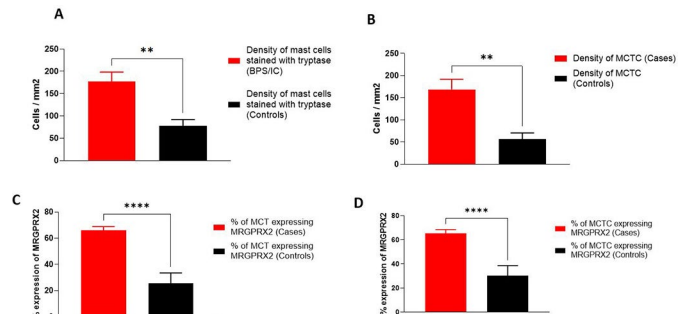 A
Cells / mm2
250
200
150
100
50
0
**
Density of mast cells
stained with tryptase
(BPS/IC)
Density of mast cells
stained with tryptase
(Controls)
B
Cells / mm2
250
200
150
100
50
0
**
Density of MCTC (Cases)
Density of MCTC
(Controls)
C
expression of MRGPRX2
80
60
40
20
****
% of MCT expressing
MRGPRX2 (Cases)
% of MCT expressing
MRGPRX2 (Controls)
D
% expression of MRGPRX2
80
60
40
20
0
****
% of MCTC expressing
MRGPRX2 (Cases)
% of MCTC expressing
MRGPRX2 (Controls)